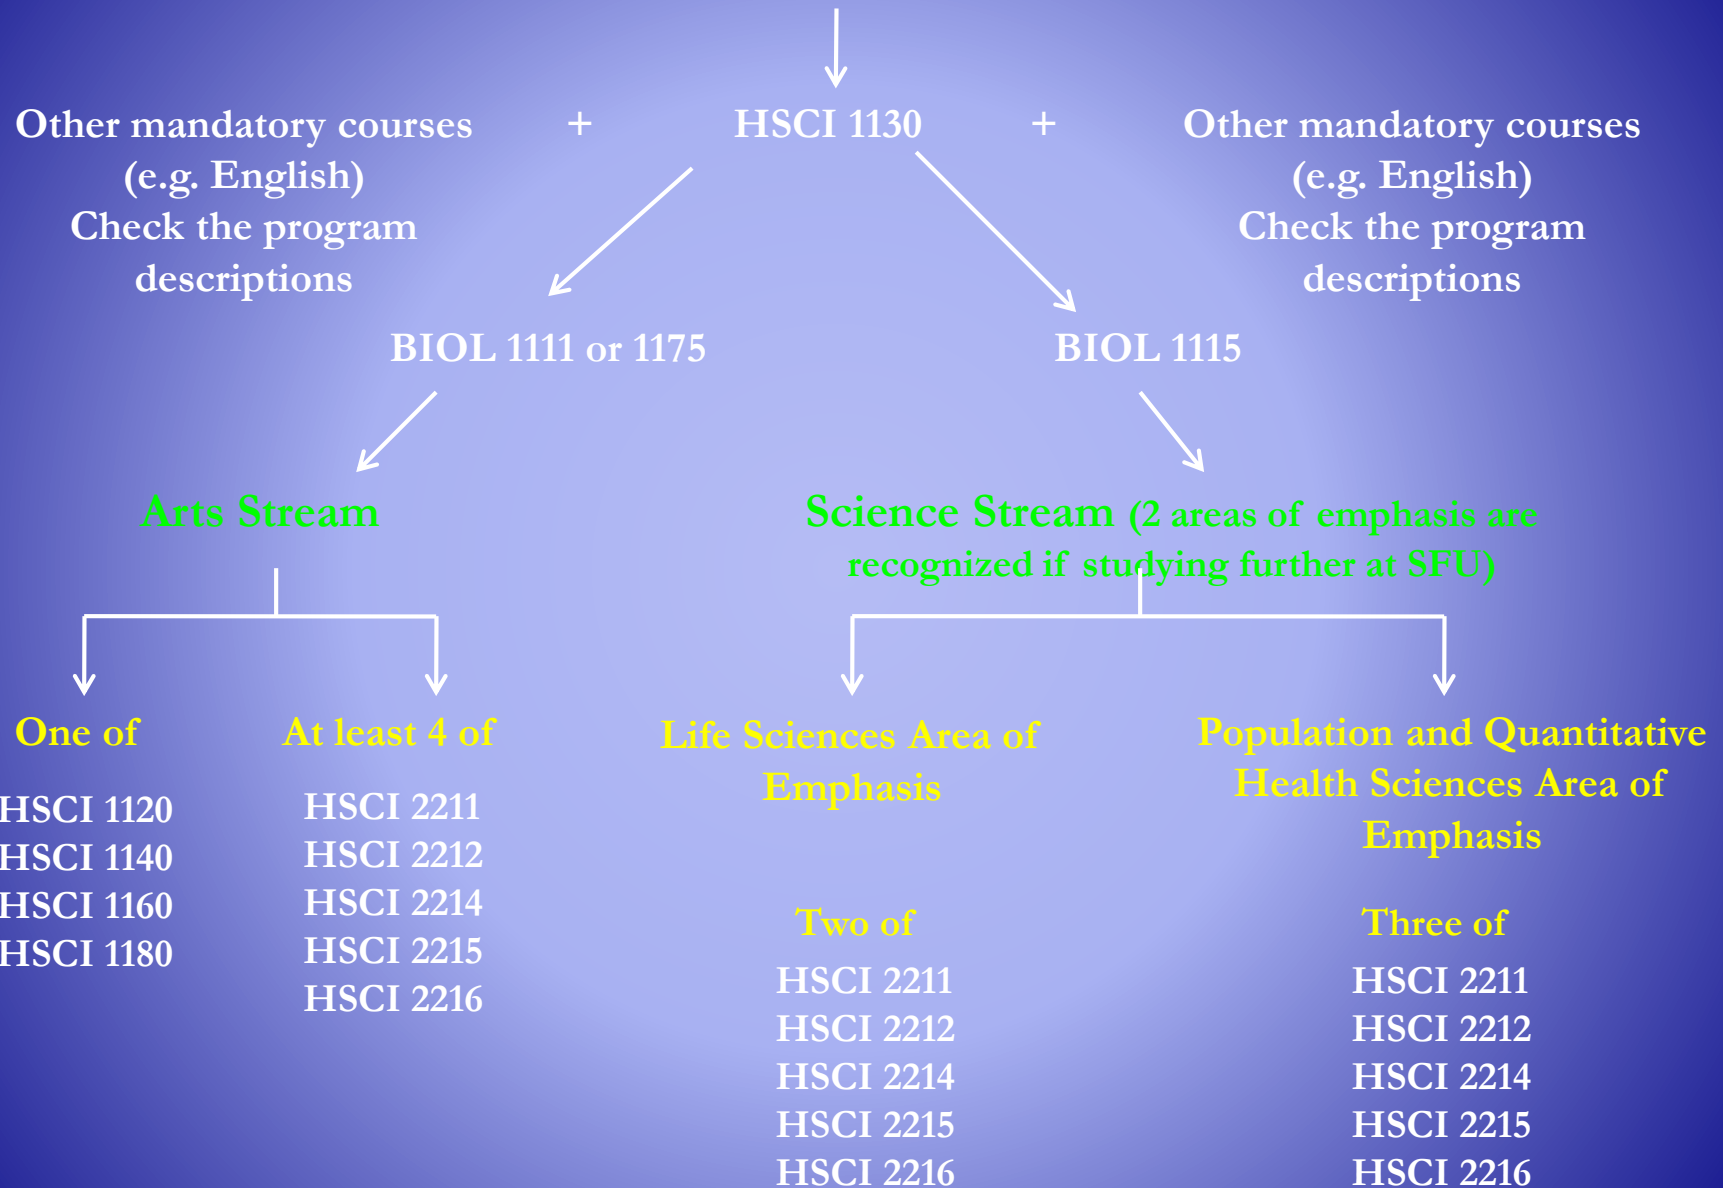 Other mandatory courses
(e.g. English)
Check the program
descriptions
+
HSCI 1130
+
Other mandatory courses
(e.g. English)
Check the program
descriptions
BIOL 1111 or 1175
BIOL 1115
Arts Stream
Science Stream (2 areas of emphasis are
recognized if studying further at SFU)
One of
HSCI 1120
HSCI 1140
HSCI 1160
HSCI 1180
At least 4 of
HSCI 2211
HSCI 2212
HSCI 2214
HSCI 2215
HSCI 2216
Life Sciences Area of
Emphasis
Two of
HSCI 2211
HSCI 2212
HSCI 2214
HSCI 2215
HSCI 2216
Population and Quantitative
Health Sciences Area of
Emphasis
Three of
HSCI 2211
HSCI 2212
HSCI 2214
HSCI 2215
HSCI 2216